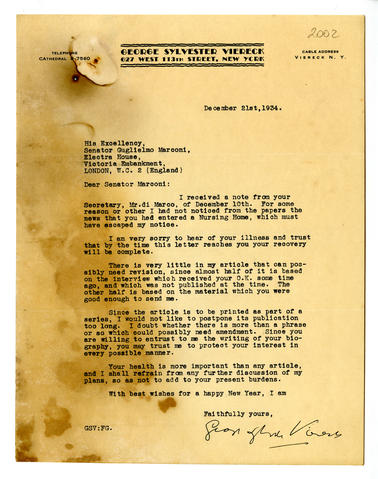 2002
TELEPHONE
CATHEDRAL 8-7580
GEORGE SYLVESTER VIERECK
627 WEST 113TH STREET, NEW YORK
CABLE ADDRESS
VIERECK N. Y.
December 21st,1934.
His Excellency,
Senator Guglielmo Marconi,
Electra House,
Victoria Embankment,
LONDON, W.C. 2 (England)
Dear Senator Marconi:
I received a note from your
Secretary, Mr.di Marco, of December 10th. For some
reason or other I had not noticed from the papers the
news that you had entered a Nursing Home, which must
have escaped my notice.
I am very sorry to hear of your illness and trust
that by the time this letter reaches you your recovery
will be complete.
There is very little in my article that can pos-
sibly need revision, since almost half of it is based
on the interview which received your O.K. some time
ago, and which was not published at the time. The
other half is based on the material which you were
good enough to send me.
Since the article is to be printed as part of a
series, I would not like to postpone its publication
too long. I doubt whether there is more than a phrase
or so which could possibly need amendment. Since you
are willing to entrust to me the writing of your bio-
graphy, you may trust me to protect your interest in
every possible manner.
Your health is more important than any article,
and I shall refrain from any further discussion of my
plans, so as not to add to your present burdens.
With best wishes for a happy New Year, I am
Faithfully yours,
George Sylvester Viereck
GSV:FG.